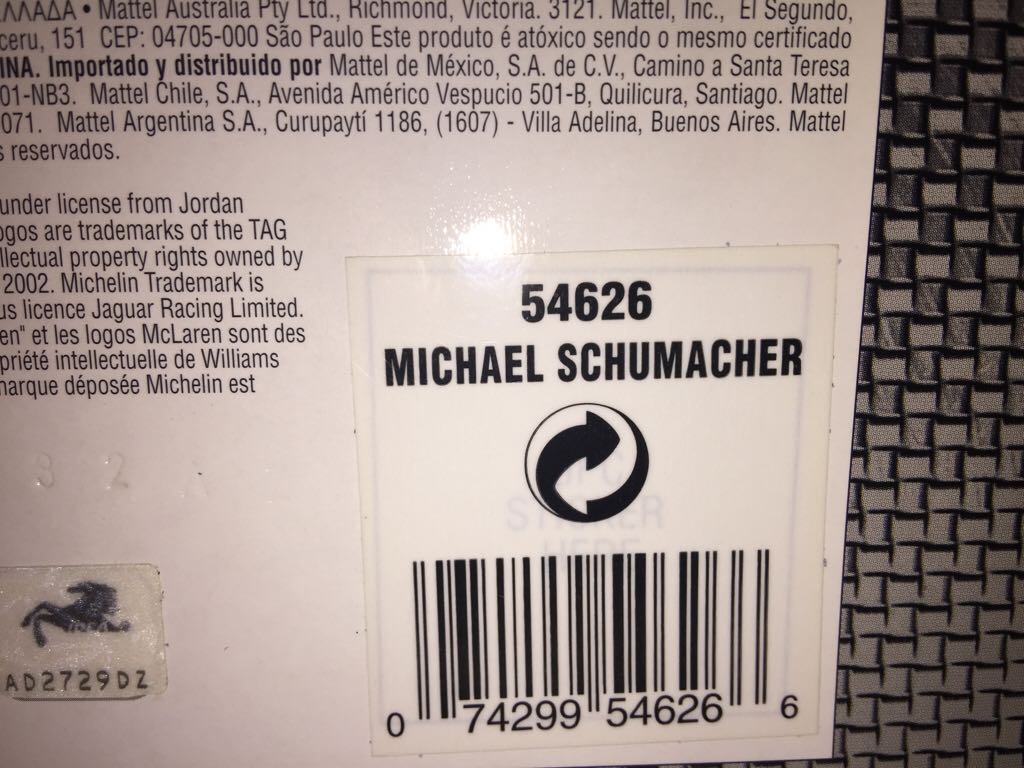 ΛΛΑΔΑ • Mattel Australia Pty Ltd., Richmond, Victoria. 3121. Mattel, Inc., El Segundo,
ceru, 151 CEP: 04705-000 São Paulo Este produto é atóxico sendo o mesmo certificado
INA. Importado y distribuido por Mattel de México, S.A. de C.V., Camino a Santa Teresa
01-NB3. Mattel Chile, S.A., Avenida Américo Vespucio 501-B, Quilicura, Santiago. Mattel
071. Mattel Argentina S.A., Curupaytí 1186, (1607) - Villa Adelina, Buenos Aires. Mattel
s reservados.
under license from Jordan
ogos are trademarks of the TAG
llectual property rights owned by
2002. Michelin Trademark is
us licence Jaguar Racing Limited.
en" et les logos McLaren sont des
priété intellectuelle de Williams
marque déposée Michelin est
54626
MICHAEL SCHUMACHER
STICKER
HERE
AD2729DZ
0 74299 54626 6